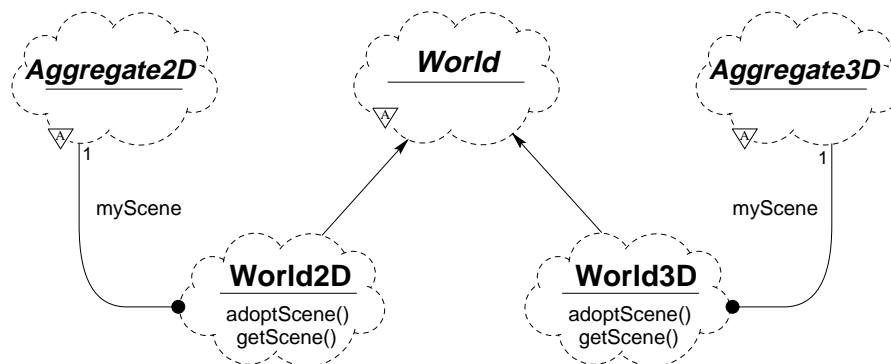 Aggregate2D
World
Aggregate3D
A
A
A
1
1
myScene
myScene
World2D
World3D
adoptScene()
getScene()
adoptScene()
getScene()